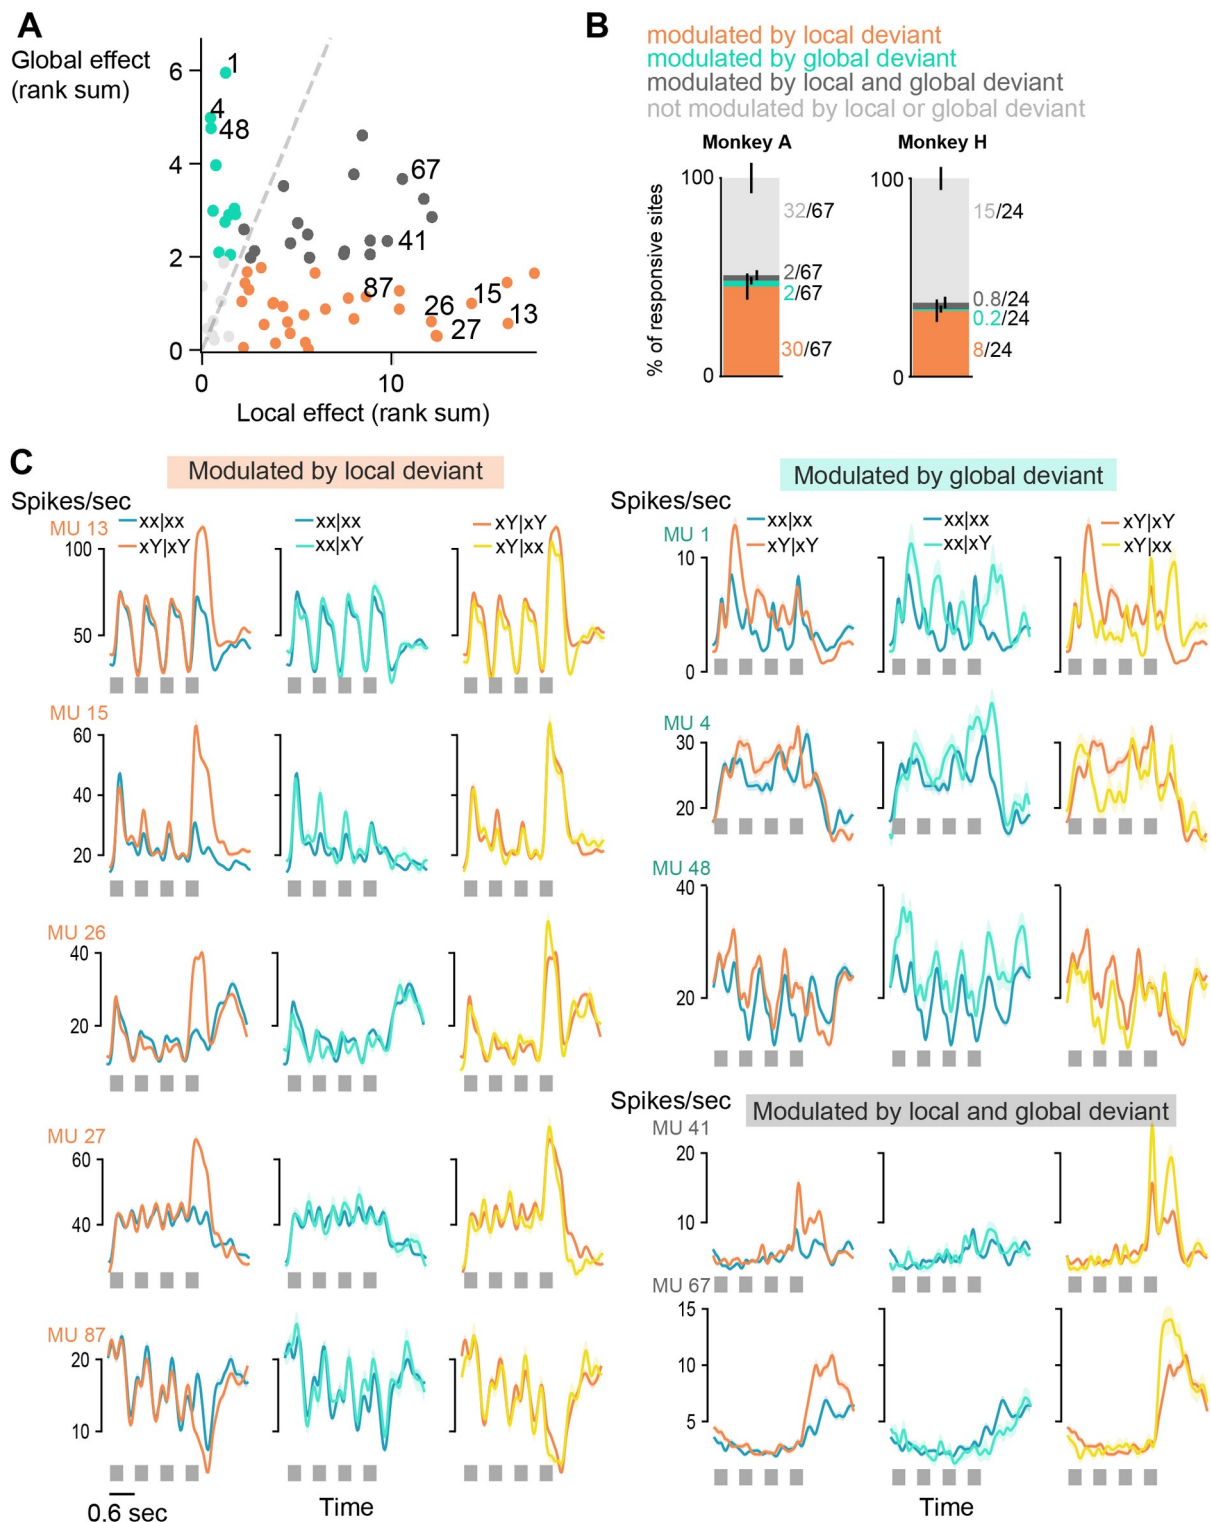 A
Global effect
(rank sum)
6
4
2
0
0
10
1
4
48
67
41
87
26
27
15
13
Local effect (rank sum)
B
modulated by local deviant
modulated by global deviant
modulated by local and global deviant
not modulated by local or global deviant
Monkey A
Monkey H
% of responsive sites
100
0
32/67
2/67
2/67
30/67
100
0
15/24
0.8/24
0.2/24
8/24
C
Modulated by local deviant
Spikes/sec
MU 13
xx|xx
xY|xY
xx|xx
xx|xY
xY|xY
xY|xx
100
50
MU 15
60
40
20
MU 26
40
20
MU 27
60
40
MU 87
20
10
0.6 sec
Time
Modulated by global deviant
Spikes/sec
MU 1
xx|xx
xY|xY
xx|xx
xx|xY
xY|xY
xY|xx
10
0
MU 4
30
20
MU 48
40
20
Spikes/sec
Modulated by local and global deviant
MU 41
20
10
MU 67
15
10
5
Time